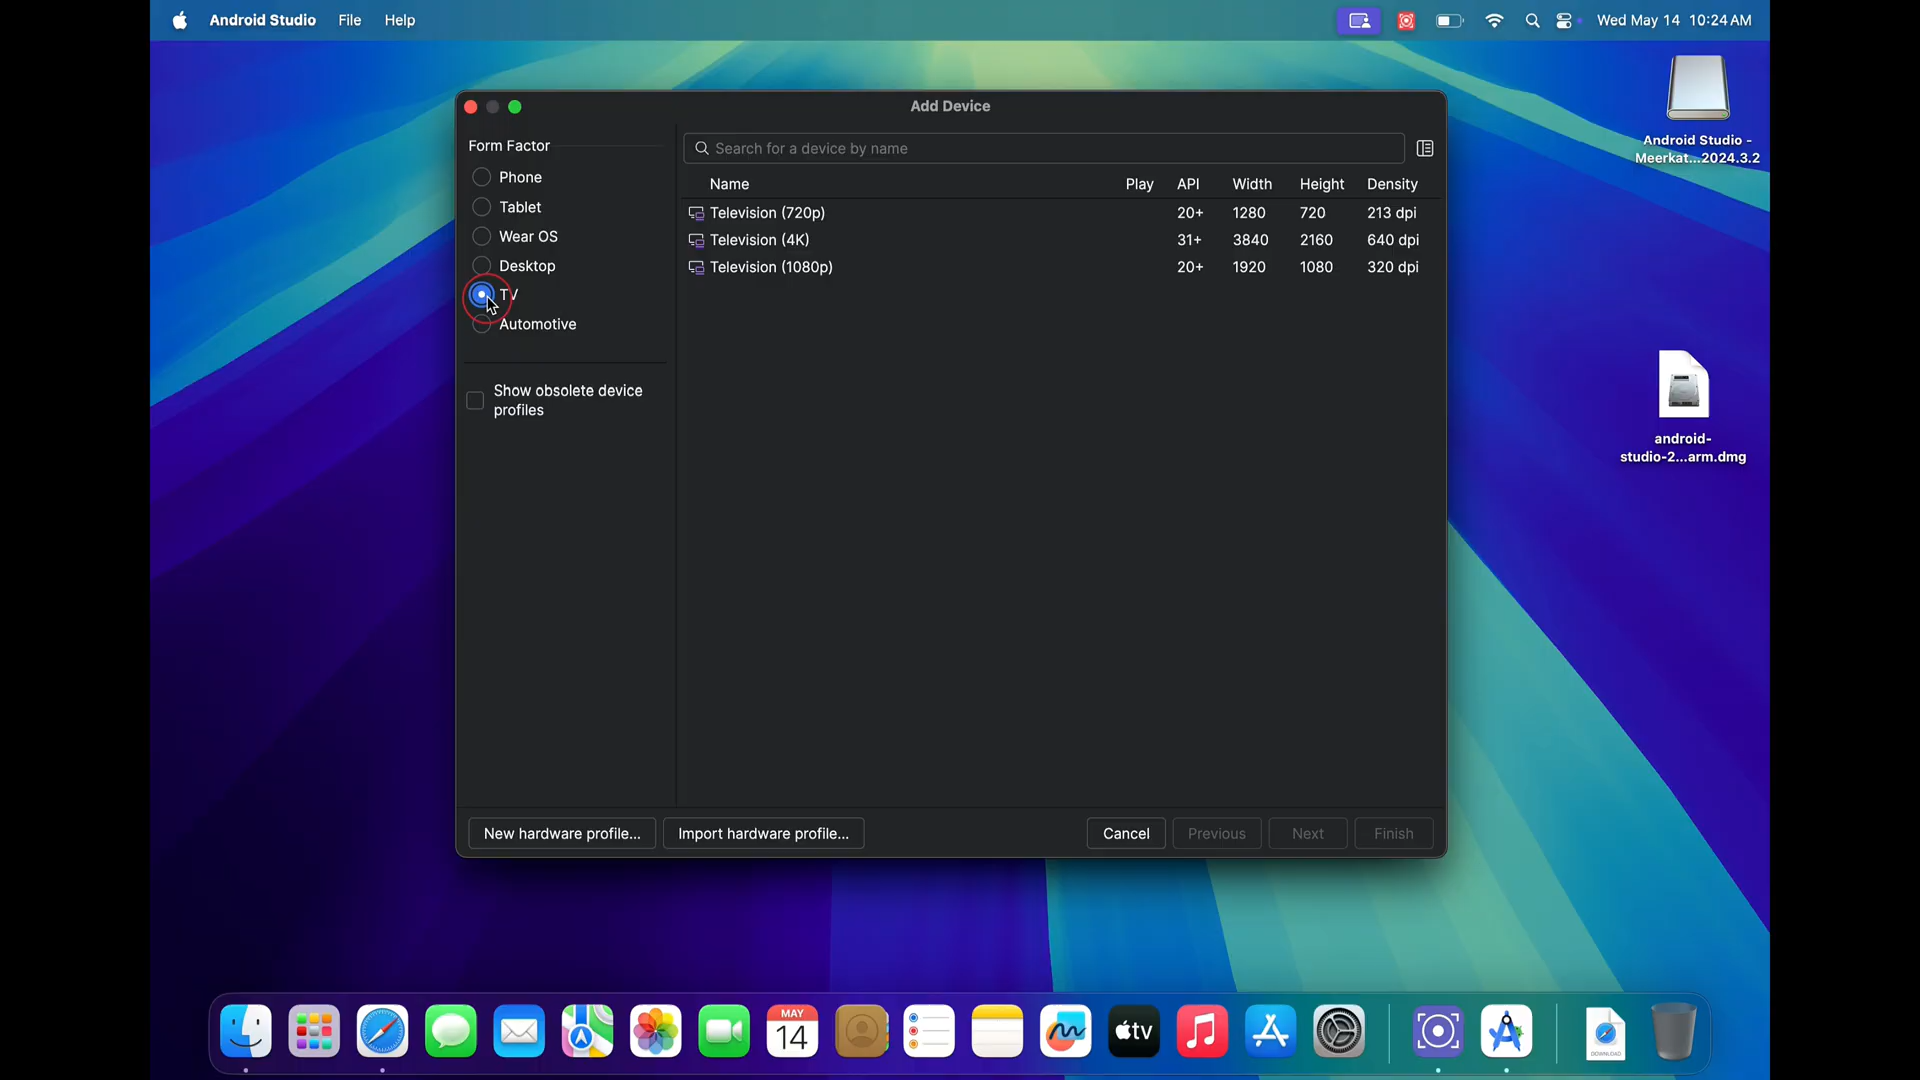 Android Studio File Help Wed May 14 10:24 AM
Add Device
Form Factor
Phone
Tablet
Wear OS
Desktop
TV
Automotive
Show obsolete device
profiles
Search for a device by name
Name Play API Width Height Density
Television (720p) 20+ 1280 720 213 dpi
Television (4K) 31+ 3840 2160 640 dpi
Television (1080p) 20+ 1920 1080 320 dpi
New hardware profile... Import hardware profile... Cancel Previous Next Finish
Android Studio -
Meerkat...2024.3.2
android-
studio-2...arm.dmg
MAY
14
tv
DOWNLOAD